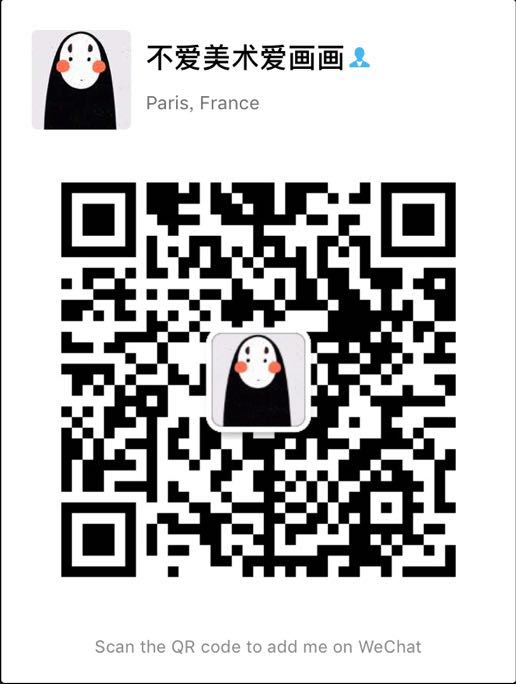 不爱美术爱画画
Paris, France
Scan the QR code to add me on WeChat